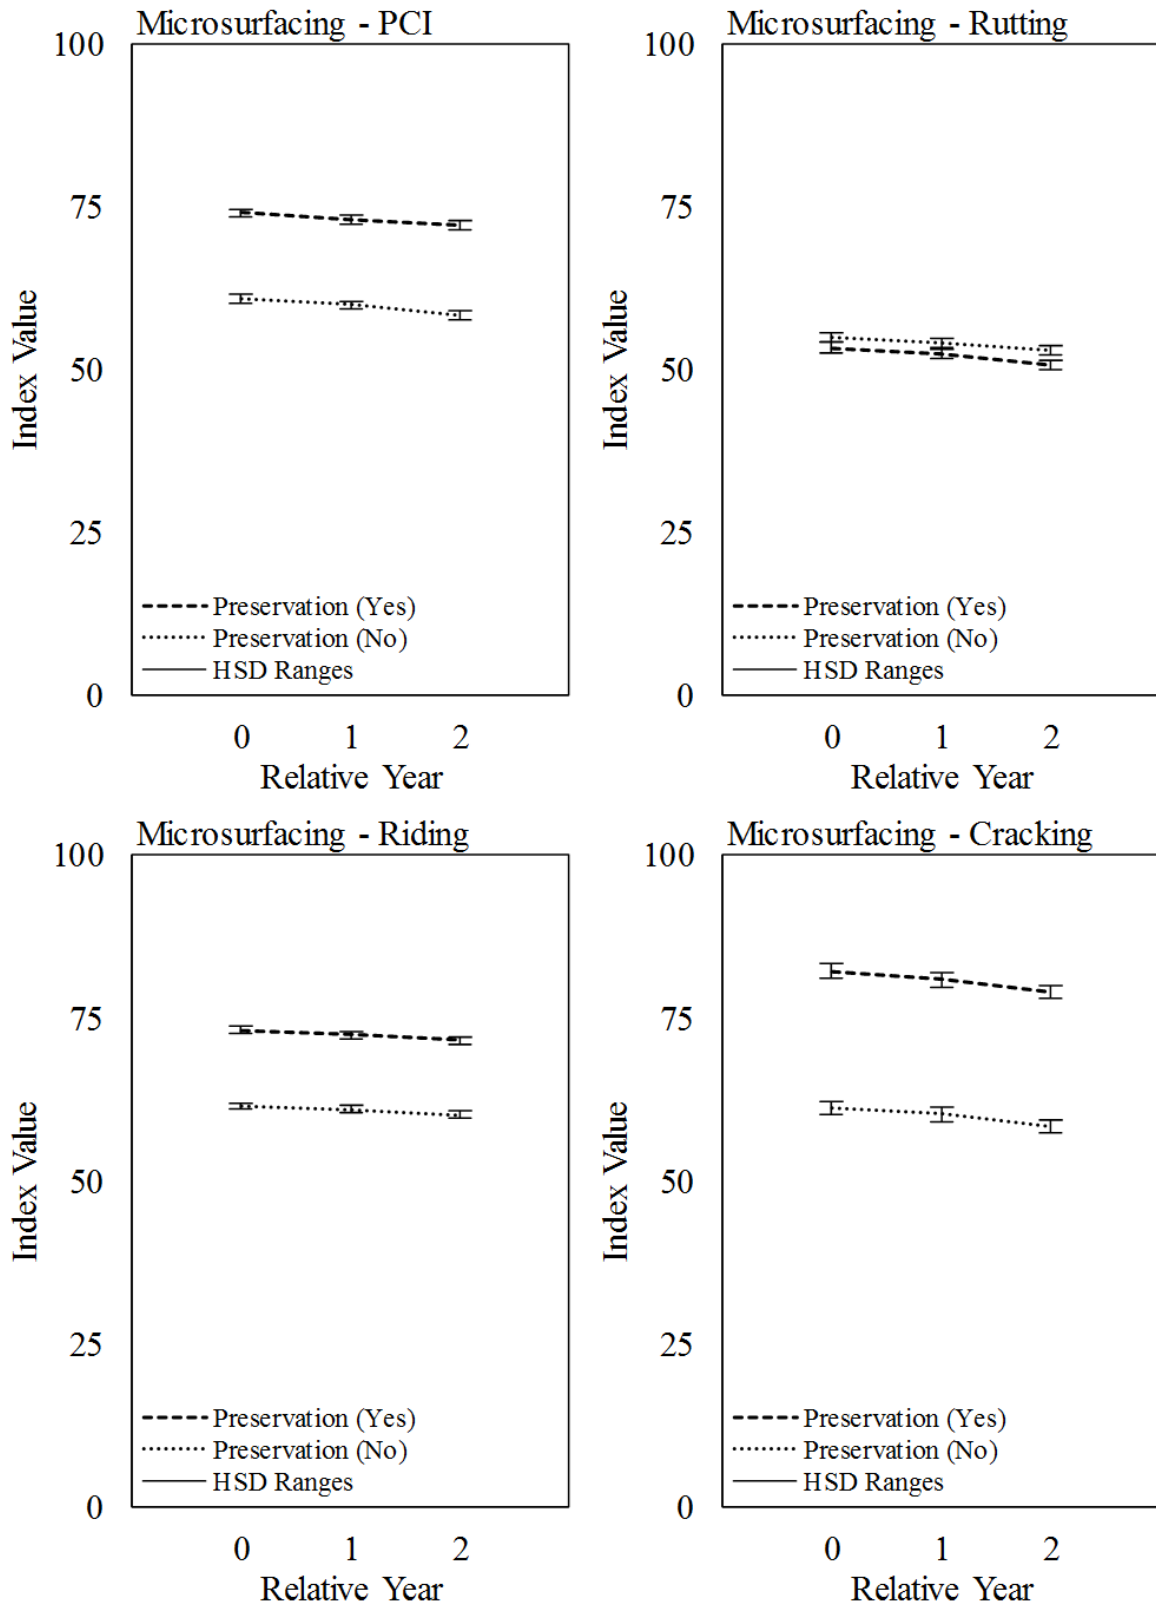 Microsurfacing - PCI
100
75
50
25
0
Index Value
Preservation (Yes)
Preservation (No)
HSD Ranges
0 1 2
Relative Year
Microsurfacing - Rutting
100
75
50
25
0
Index Value
Preservation (Yes)
Preservation (No)
HSD Ranges
0 1 2
Relative Year
Microsurfacing - Riding
100
75
50
25
0
Index Value
Preservation (Yes)
Preservation (No)
HSD Ranges
0 1 2
Relative Year
Microsurfacing - Cracking
100
75
50
25
0
Index Value
Preservation (Yes)
Preservation (No)
HSD Ranges
0 1 2
Relative Year